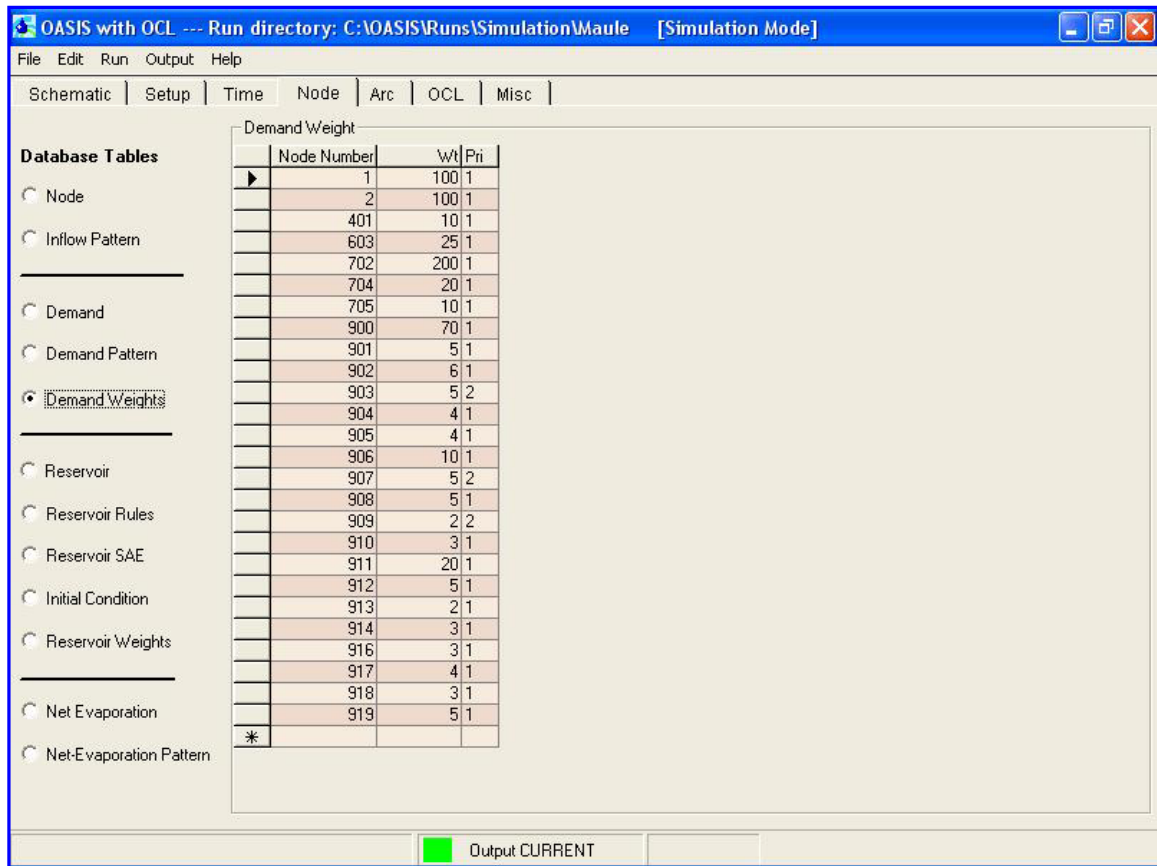 OASIS with OCL --- Run directory: C:\OASIS\Runs\Simulation\Maule [Simulation Mode]
File Edit Run Output Help
Schematic Setup Time Node Arc OCL Misc
Database Tables
Node
Inflow Pattern
Demand
Demand Pattern
Demand Weights
Reservoir
Reservoir Rules
Reservoir SAE
Initial Condition
Reservoir Weights
Net Evaporation
Net-Evaporation Pattern
Demand Weight
Node Number Wt Pri
1 100 1
2 100 1
401 10 1
603 25 1
702 200 1
704 20 1
705 10 1
900 70 1
901 5 1
902 6 1
903 5 2
904 4 1
905 4 1
906 10 1
907 5 2
908 5 1
909 2 2
910 3 1
911 20 1
912 5 1
913 2 1
914 3 1
916 3 1
917 4 1
918 3 1
919 5 1
*
Output CURRENT